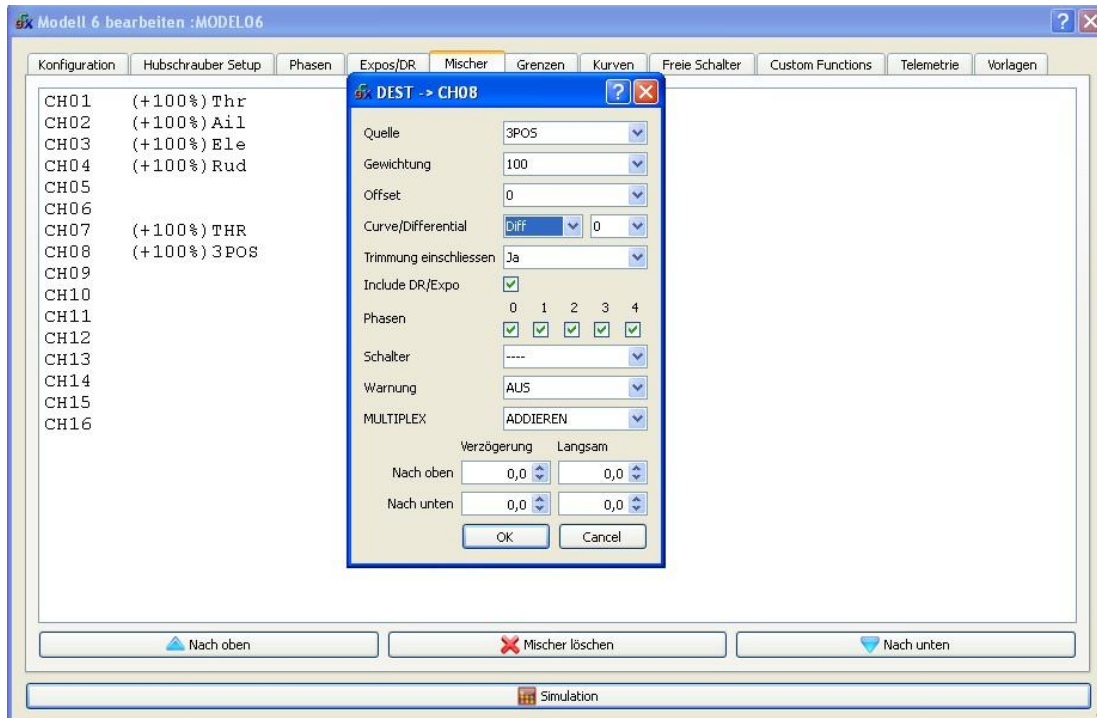 Modell 6 bearbeiten :MODEL06
Konfiguration Hubschrauber Setup Phasen Expos/DR Mischer Grenzen Kurven Freie Schalter Custom Functions Telemetrie Vorlagen
CH01 (+100%)Thr
CH02 (+100%)Ail
CH03 (+100%)Ele
CH04 (+100%)Rud
CH05
CH06
CH07 (+100%)THR
CH08 (+100%)3POS
CH09
CH10
CH11
CH12
CH13
CH14
CH15
CH16
DEST -> CH08
Quelle 3POS
Gewichtung 100
Offset 0
Curve/Differential Diff 0
Trimmung einschliessen Ja
Include DR/Expo
0 1 2 3 4
Phasen
Schalter ----
Warnung AUS
MULTIPLEX ADDIEREN
Verzögerung Langsam
Nach oben 0,0 0,0
Nach unten 0,0 0,0
OK Cancel
Nach oben Mischer löschen Nach unten
Simulation